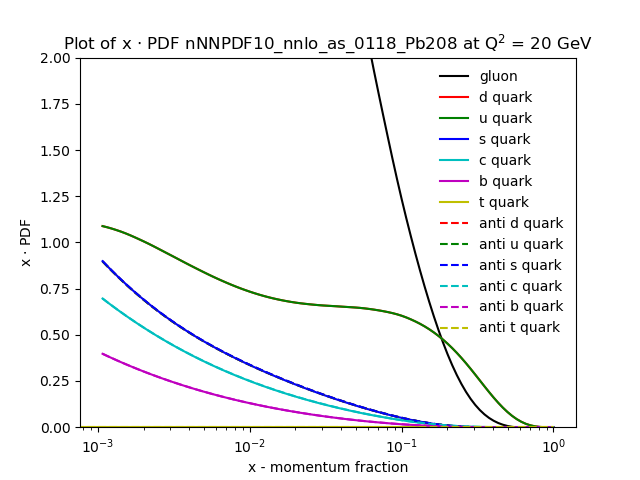 Plot of x · PDF nNNPDF10_nnlo_as_0118_Pb208 at Q² = 20 GeV
2.00
1.75
1.50
1.25
1.00
0.75
0.50
0.25
0.00
x · PDF
gluon
d quark
u quark
s quark
c quark
b quark
t quark
anti d quark
anti u quark
anti s quark
anti c quark
anti b quark
anti t quark
10⁻³ 10⁻² 10⁻¹ 10⁰
x - momentum fraction